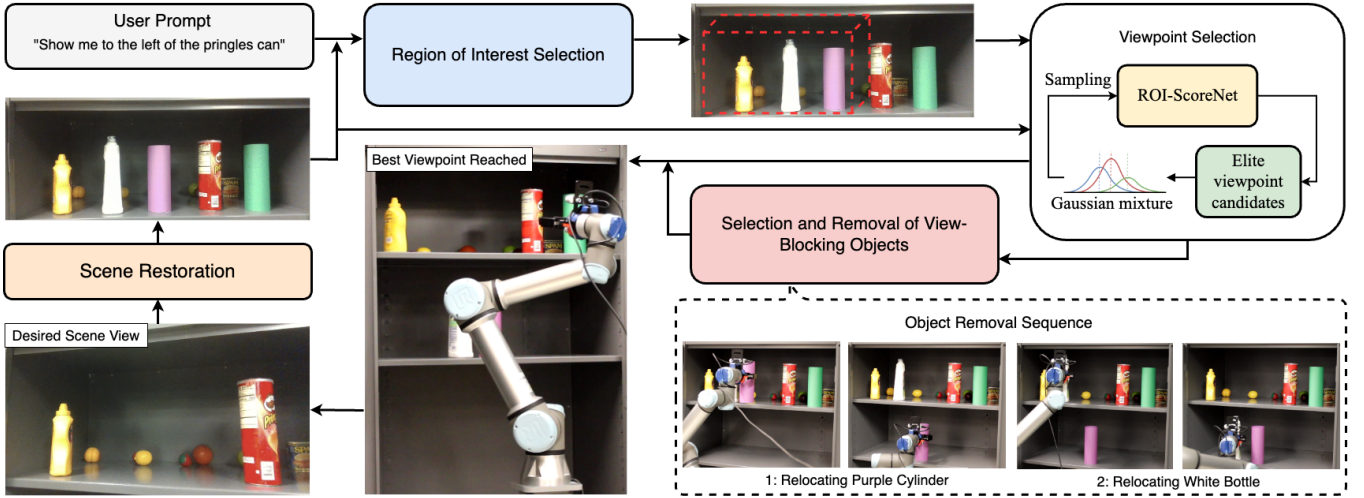 User Prompt
"Show me to the left of the pringles can"
Region of Interest Selection
Viewpoint Selection
Sampling
ROI-ScoreNet
Elite
viewpoint
candidates
Gaussian mixture
Best Viewpoint Reached
Selection and Removal of View-
Blocking Objects
Scene Restoration
Desired Scene View
Object Removal Sequence
1: Relocating Purple Cylinder
2: Relocating White Bottle
Pringles
SPAM